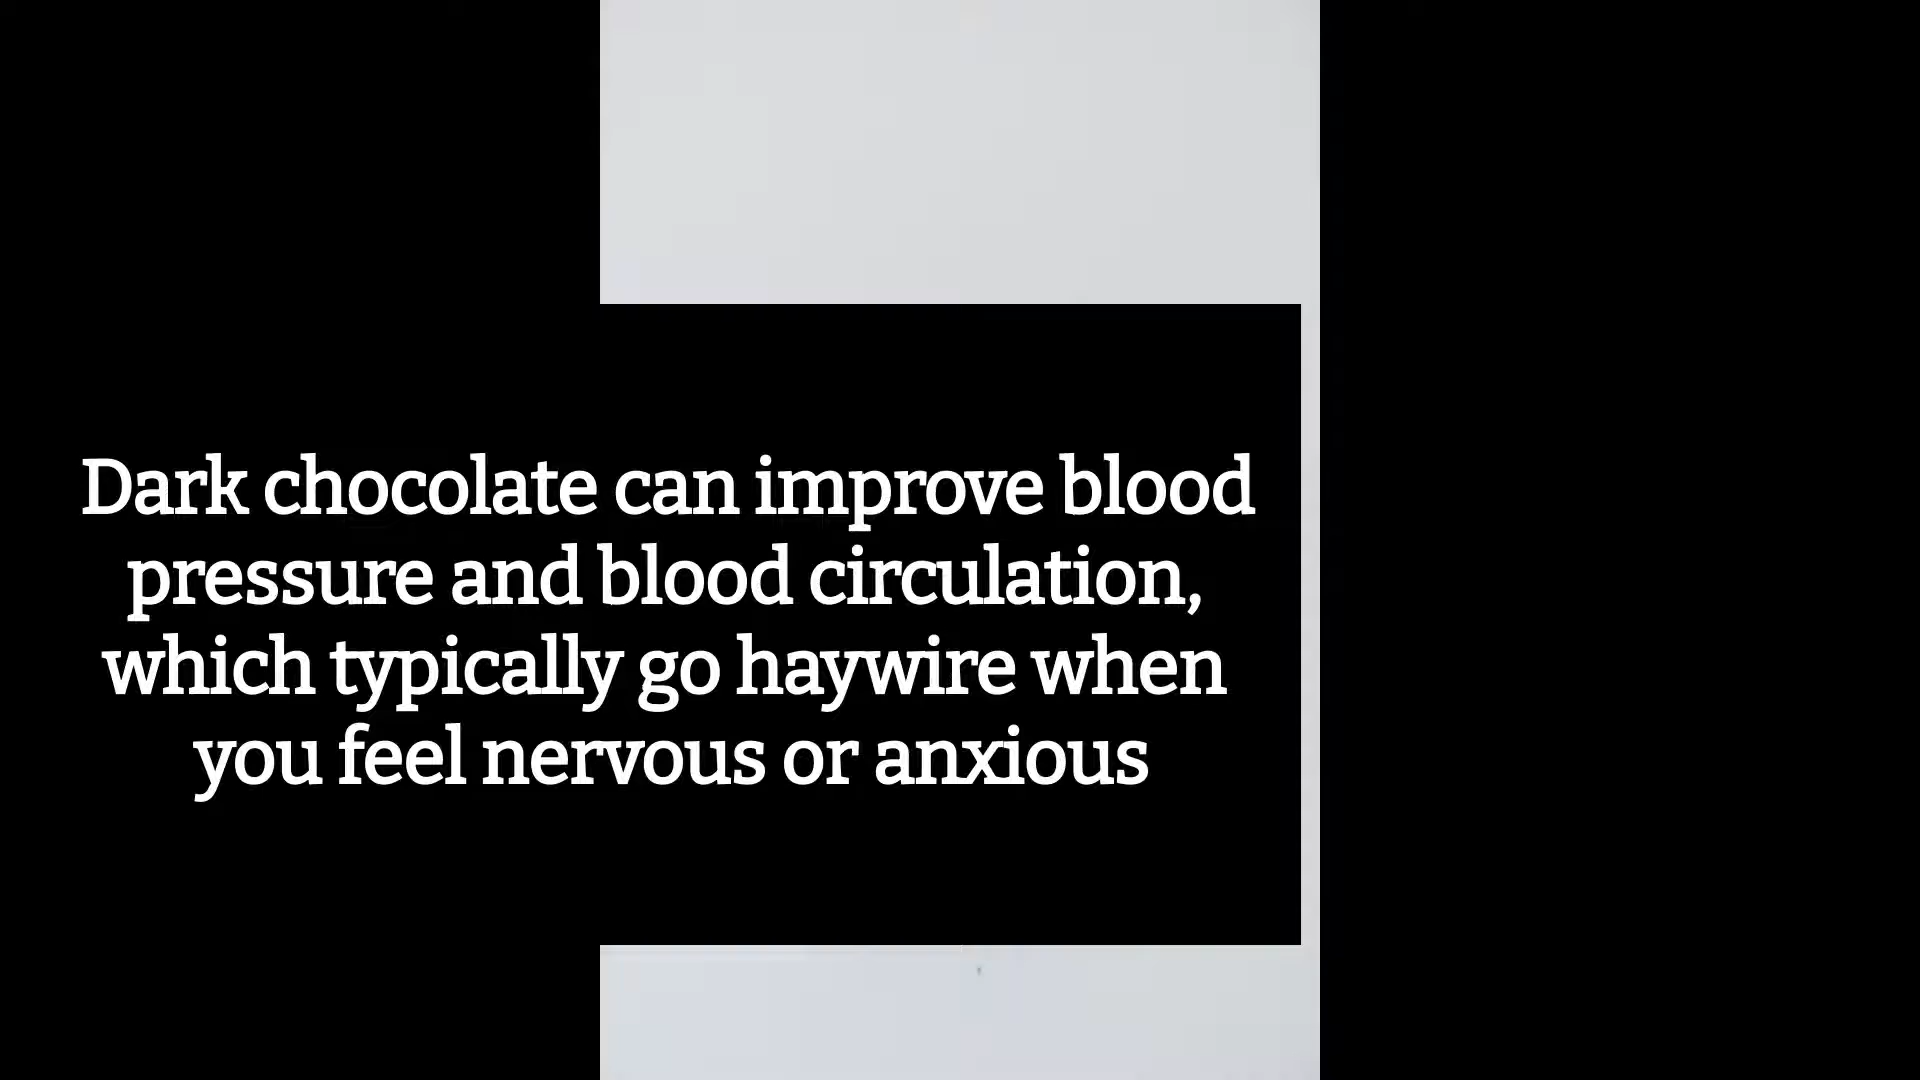 Dark chocolate can improve blood
pressure and blood circulation,
which typically go haywire when
you feel nervous or anxious